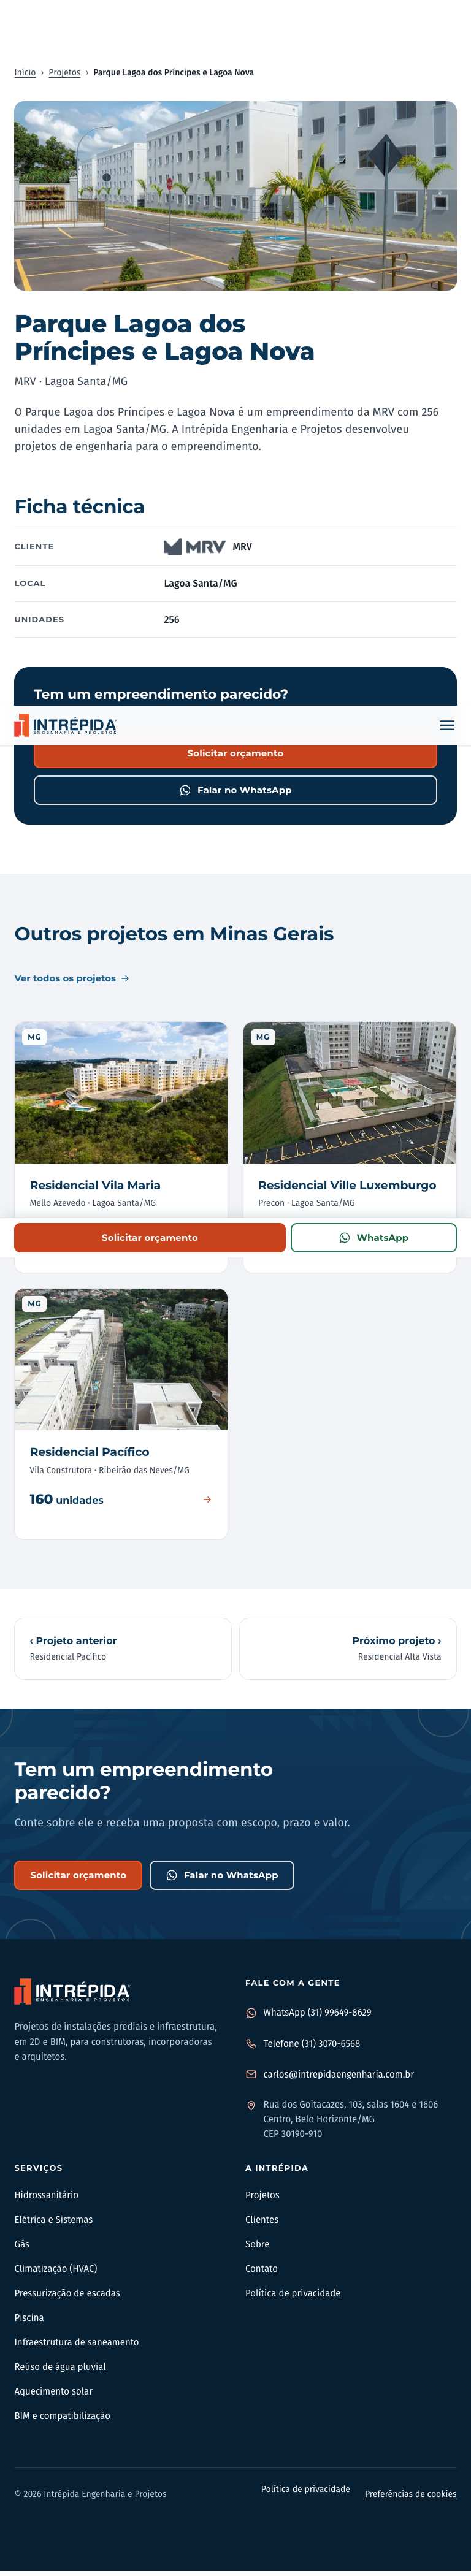 Início › Projetos › Parque Lagoa dos Príncipes e Lagoa Nova
Parque Lagoa dos
Príncipes e Lagoa Nova
MRV · Lagoa Santa/MG
O Parque Lagoa dos Príncipes e Lagoa Nova é um empreendimento da MRV com 256
unidades em Lagoa Santa/MG. A Intrépida Engenharia e Projetos desenvolveu
projetos de engenharia para o empreendimento.
Ficha técnica
CLIENTE MRV MRV
LOCAL Lagoa Santa/MG
UNIDADES 256
Tem um empreendimento parecido?
INTRÉPIDA
ENGENHARIA E PROJETOS
Solicitar orçamento
Falar no WhatsApp
Outros projetos em Minas Gerais
Ver todos os projetos →
MG
Residencial Vila Maria
Mello Azevedo · Lagoa Santa/MG
MG
Residencial Ville Luxemburgo
Precon · Lagoa Santa/MG
Solicitar orçamento
WhatsApp
MG
Residencial Pacífico
Vila Construtora · Ribeirão das Neves/MG
160 unidades →
‹ Projeto anterior
Residencial Pacífico
Próximo projeto ›
Residencial Alta Vista
Tem um empreendimento
parecido?
Conte sobre ele e receba uma proposta com escopo, prazo e valor.
Solicitar orçamento
Falar no WhatsApp
INTRÉPIDA
ENGENHARIA E PROJETOS
Projetos de instalações prediais e infraestrutura,
em 2D e BIM, para construtoras, incorporadoras
e arquitetos.
FALE COM A GENTE
WhatsApp (31) 99649-8629
Telefone (31) 3070-6568
carlos@intrepidaengenharia.com.br
Rua dos Goitacazes, 103, salas 1604 e 1606
Centro, Belo Horizonte/MG
CEP 30190-910
SERVIÇOS
Hidrossanitário
Elétrica e Sistemas
Gás
Climatização (HVAC)
Pressurização de escadas
Piscina
Infraestrutura de saneamento
Reúso de água pluvial
Aquecimento solar
BIM e compatibilização
A INTRÉPIDA
Projetos
Clientes
Sobre
Contato
Política de privacidade
© 2026 Intrépida Engenharia e Projetos
Política de privacidade
Preferências de cookies